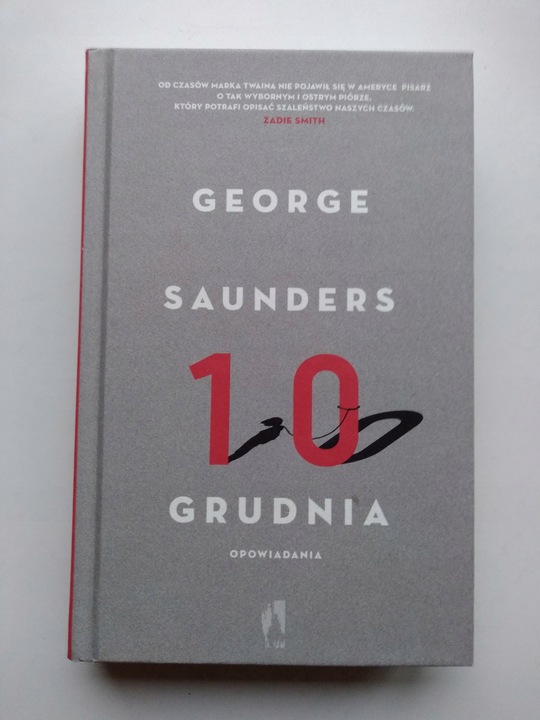 OD CZASÓW MARKA TWAINA NIE POJAWIŁ SIĘ W AMERYCE PISARZ
O TAK WYBORNYM I OSTRYM PIÓRZE,
KTÓRY POTRAFI OPISAĆ SZALEŃSTWO NASZYCH CZASÓW.
ZADIE SMITH
GEORGE
SAUNDERS
10
GRUDNIA
OPOWIADANIA